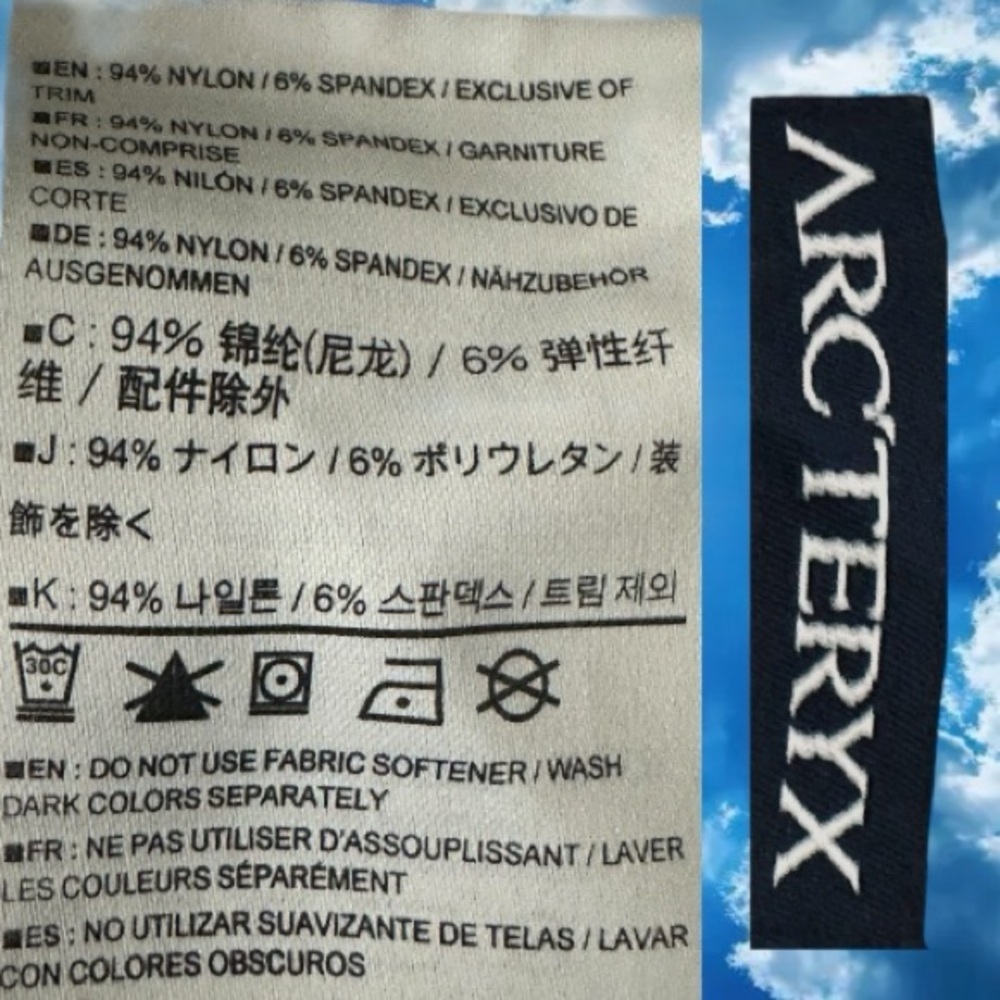 EN : 94% NYLON / 6% SPANDEX / EXCLUSIVE OF
TRIM
FR : 94% NYLON / 6% SPANDEX / GARNITURE
NON-COMPRISE
ES : 94% NILÓN / 6% SPANDEX / EXCLUSIVO DE
CORTE
DE : 94% NYLON / 6% SPANDEX / NÄHZUBEHÖR
AUSGENOMMEN
C : 94% 锦纶(尼龙) / 6% 弹性纤
维 / 配件除外
J : 94% ナイロン / 6% ポリウレタン / 装
飾を除く
K : 94% 나일론 / 6% 스판덱스 / 트림 제외
30C
EN : DO NOT USE FABRIC SOFTENER / WASH
DARK COLORS SEPARATELY
FR : NE PAS UTILISER D'ASSOUPLISSANT / LAVER
LES COULEURS SÉPARÉMENT
ES : NO UTILIZAR SUAVIZANTE DE TELAS / LAVAR
CON COLORES OBSCUROS
ARC'TERYX